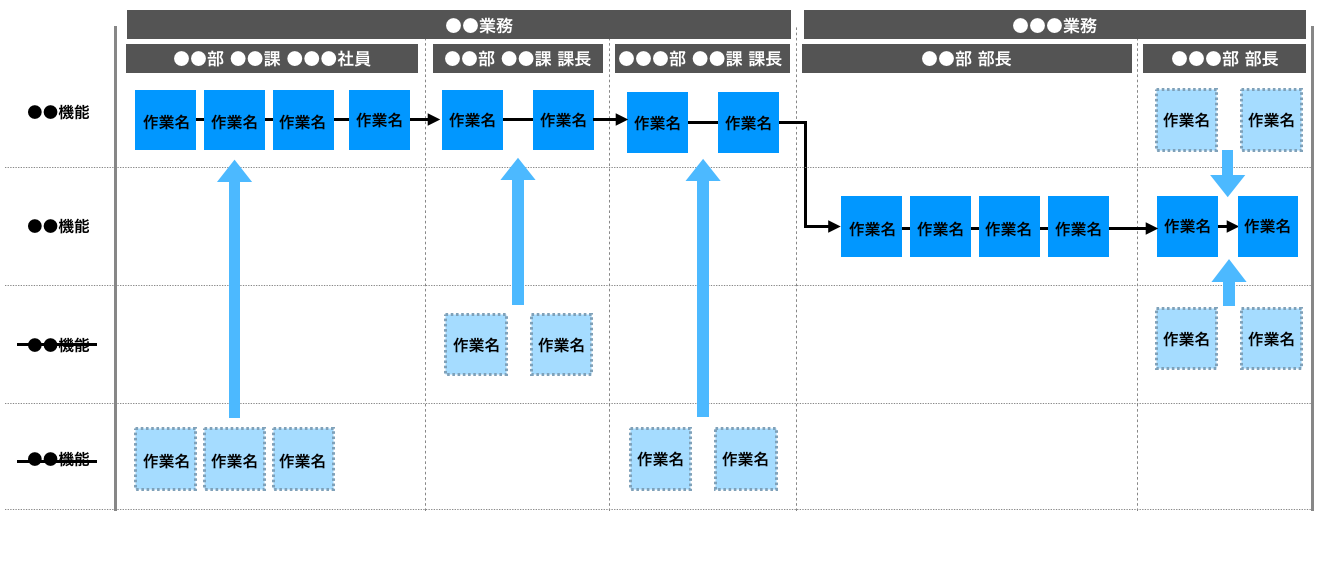 ●●業務
●●●業務
●●部 ●●課 ●●●社員
●●部 ●●課 課長
●●●部 ●●課 課長
●●部 部長
●●●部 部長
●●機能
作業名 作業名 作業名 作業名 作業名 作業名 作業名 作業名 作業名 作業名
●●機能
作業名 作業名 作業名 作業名 作業名 作業名
●●機能
作業名 作業名 作業名 作業名
●●機能
作業名 作業名 作業名 作業名 作業名